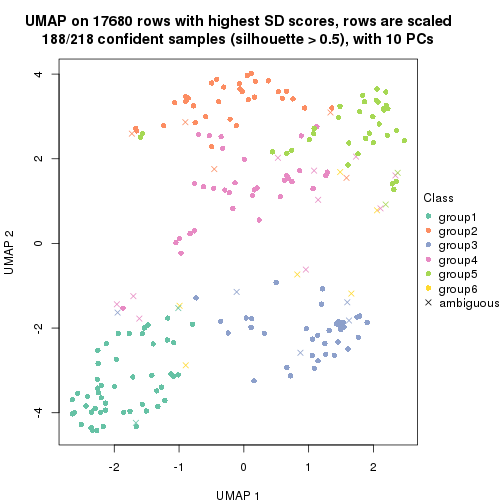 UMAP on 17680 rows with highest SD scores, rows are scaled
188/218 confident samples (silhouette > 0.5), with 10 PCs
4
2
0
-2
-4
UMAP 2
-2
-1
0
1
2
UMAP 1
Class
group1
group2
group3
group4
group5
group6
ambiguous